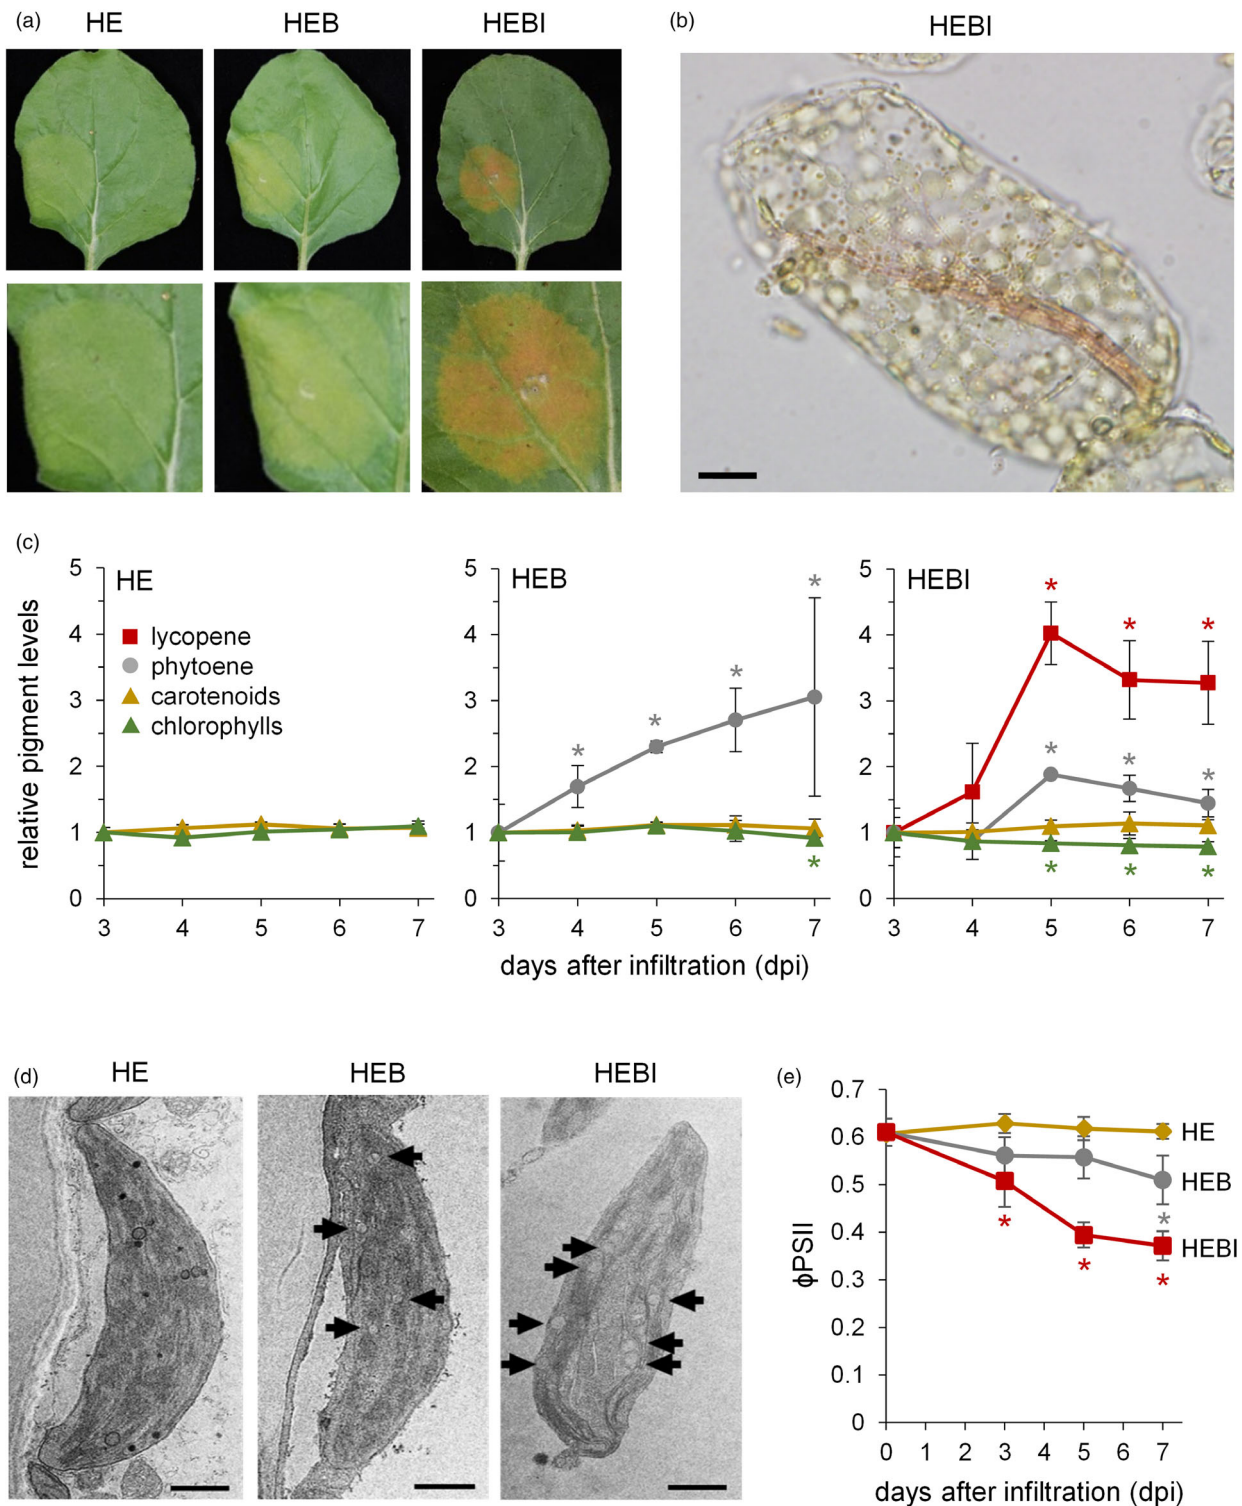 (a)
HE
HEB
HEBI
(b)
HEBI
(c)
relative pigment levels
5
4
3
2
1
0
HE
lycopene
phytoene
carotenoids
chlorophylls
3
4
5
6
7
5
4
3
2
1
0
HEB
*
*
*
*
*
3
4
5
6
7
5
4
3
2
1
0
HEBI
*
*
*
*
*
*
*
*
*
3
4
5
6
7
days after infiltration (dpi)
(d)
HE
HEB
HEBI
(e)
ϕPSII
0.7
0.6
0.5
0.4
0.3
0.2
0.1
0
HE
HEB
*
HEBI
*
*
*
0
1
2
3
4
5
6
7
days after infiltration (dpi)